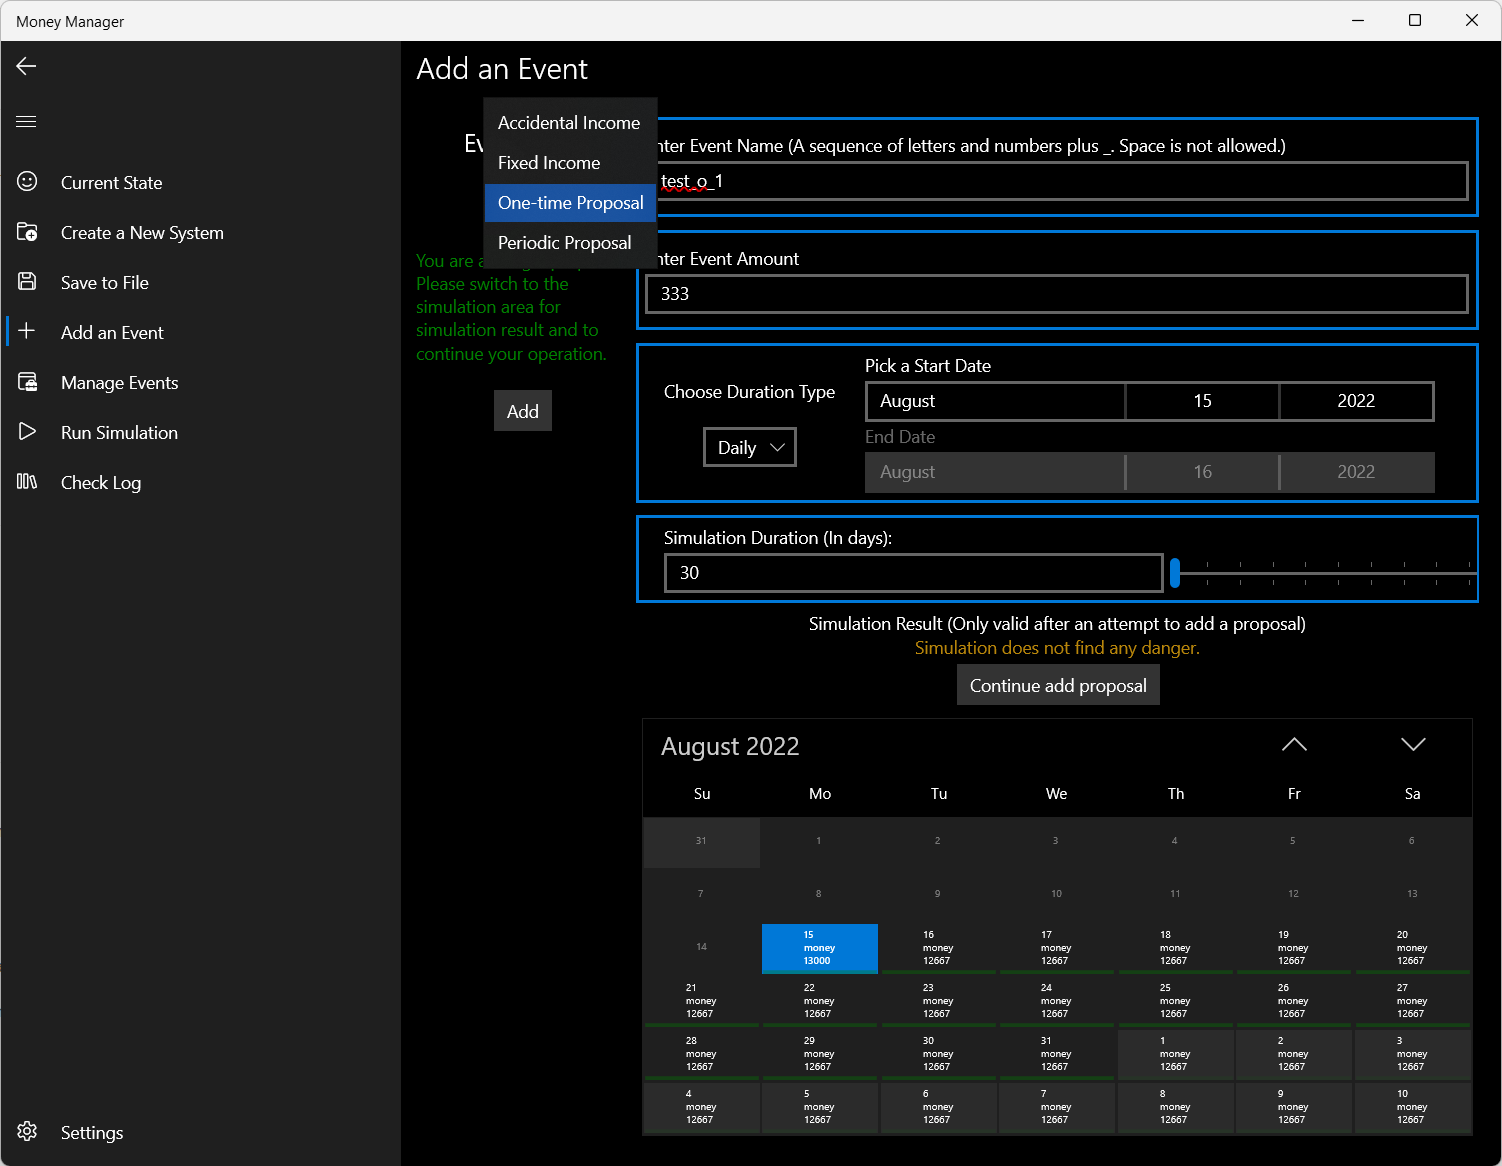 Money Manager
Current State
Create a New System
Save to File
Add an Event
Manage Events
Run Simulation
Check Log
Settings
Add an Event
Accidental Income
Fixed Income
One-time Proposal
Periodic Proposal
You are
Please switch to the
simulation area for
simulation result and to
continue your operation.
Add
Event Name (A sequence of letters and numbers plus _. Space is not allowed.)
test_o_1
Event Amount
333
Choose Duration Type
Daily
Pick a Start Date
August 15 2022
End Date
August 16 2022
Simulation Duration (In days):
30
Simulation Result (Only valid after an attempt to add a proposal)
Simulation does not find any danger.
Continue add proposal
August 2022
Su Mo Tu We Th Fr Sa
31 1 2 3 4 5 6
7 8 9 10 11 12 13
14 15 16 17 18 19 20
money money money money money money
13000 12667 12667 12667 12667 12667
21 22 23 24 25 26 27
money money money money money money money
12667 12667 12667 12667 12667 12667 12667
28 29 30 31 1 2 3
money money money money money money money
12667 12667 12667 12667 12667 12667 12667
4 5 6 7 8 9 10
money money money money money money money
12667 12667 12667 12667 12667 12667 12667